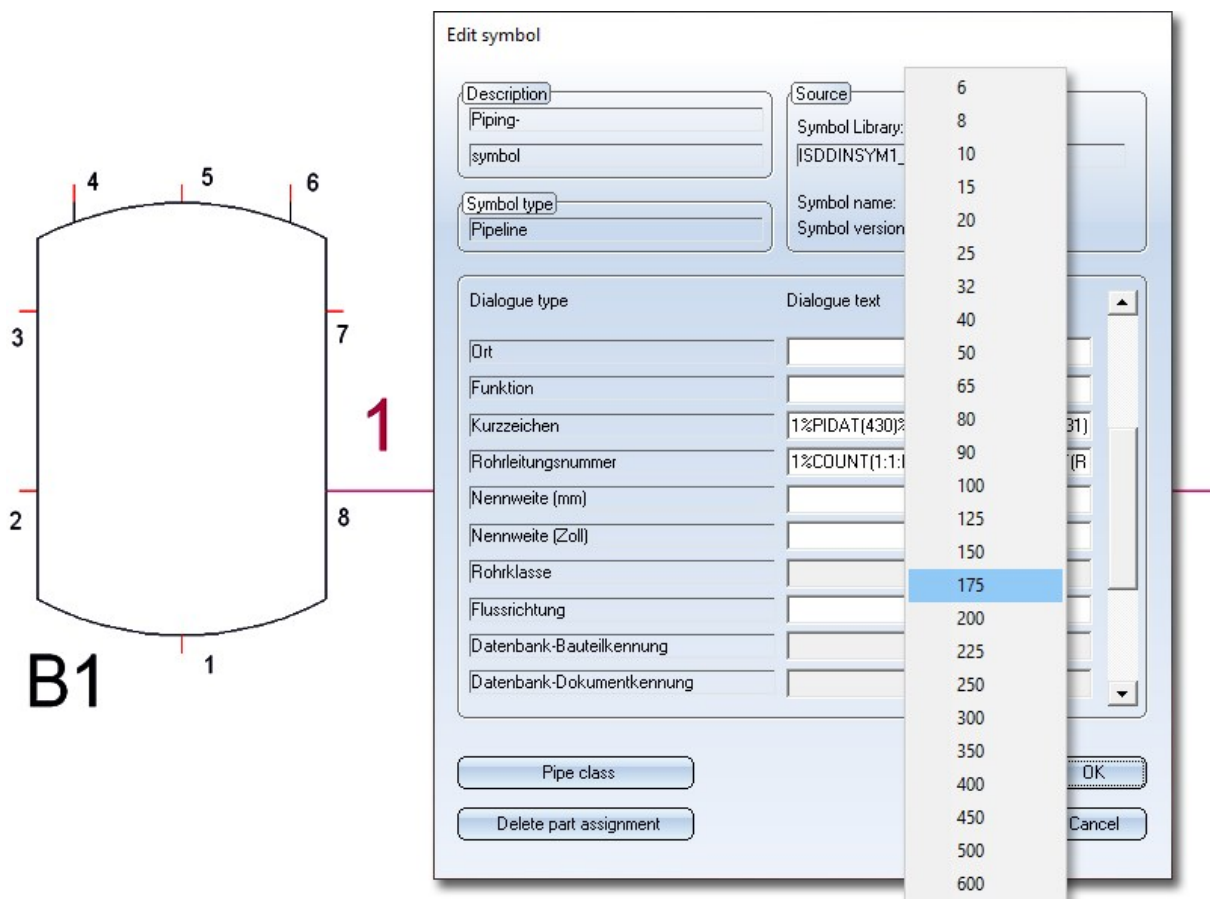 4
5
6
3
7
1
2
8
1
B1
Edit symbol
Description
Piping-
symbol
Symbol type
Pipeline
Source
Symbol Library:
ISDDINSYM1_
Symbol name:
Symbol version
Dialogue type
Dialogue text
Ort
Funktion
Kurzzeichen
1%PIDAT(430)%
31)
Rohrleitungsnummer
1%COUNT(1:1:
(R
Nennweite (mm)
Nennweite (Zoll)
Rohrklasse
Flussrichtung
Datenbank-Bauteilkennung
Datenbank-Dokumentkennung
Pipe class
OK
Delete part assignment
Cancel
6
8
10
15
20
25
32
40
50
65
80
90
100
125
150
175
200
225
250
300
350
400
450
500
600